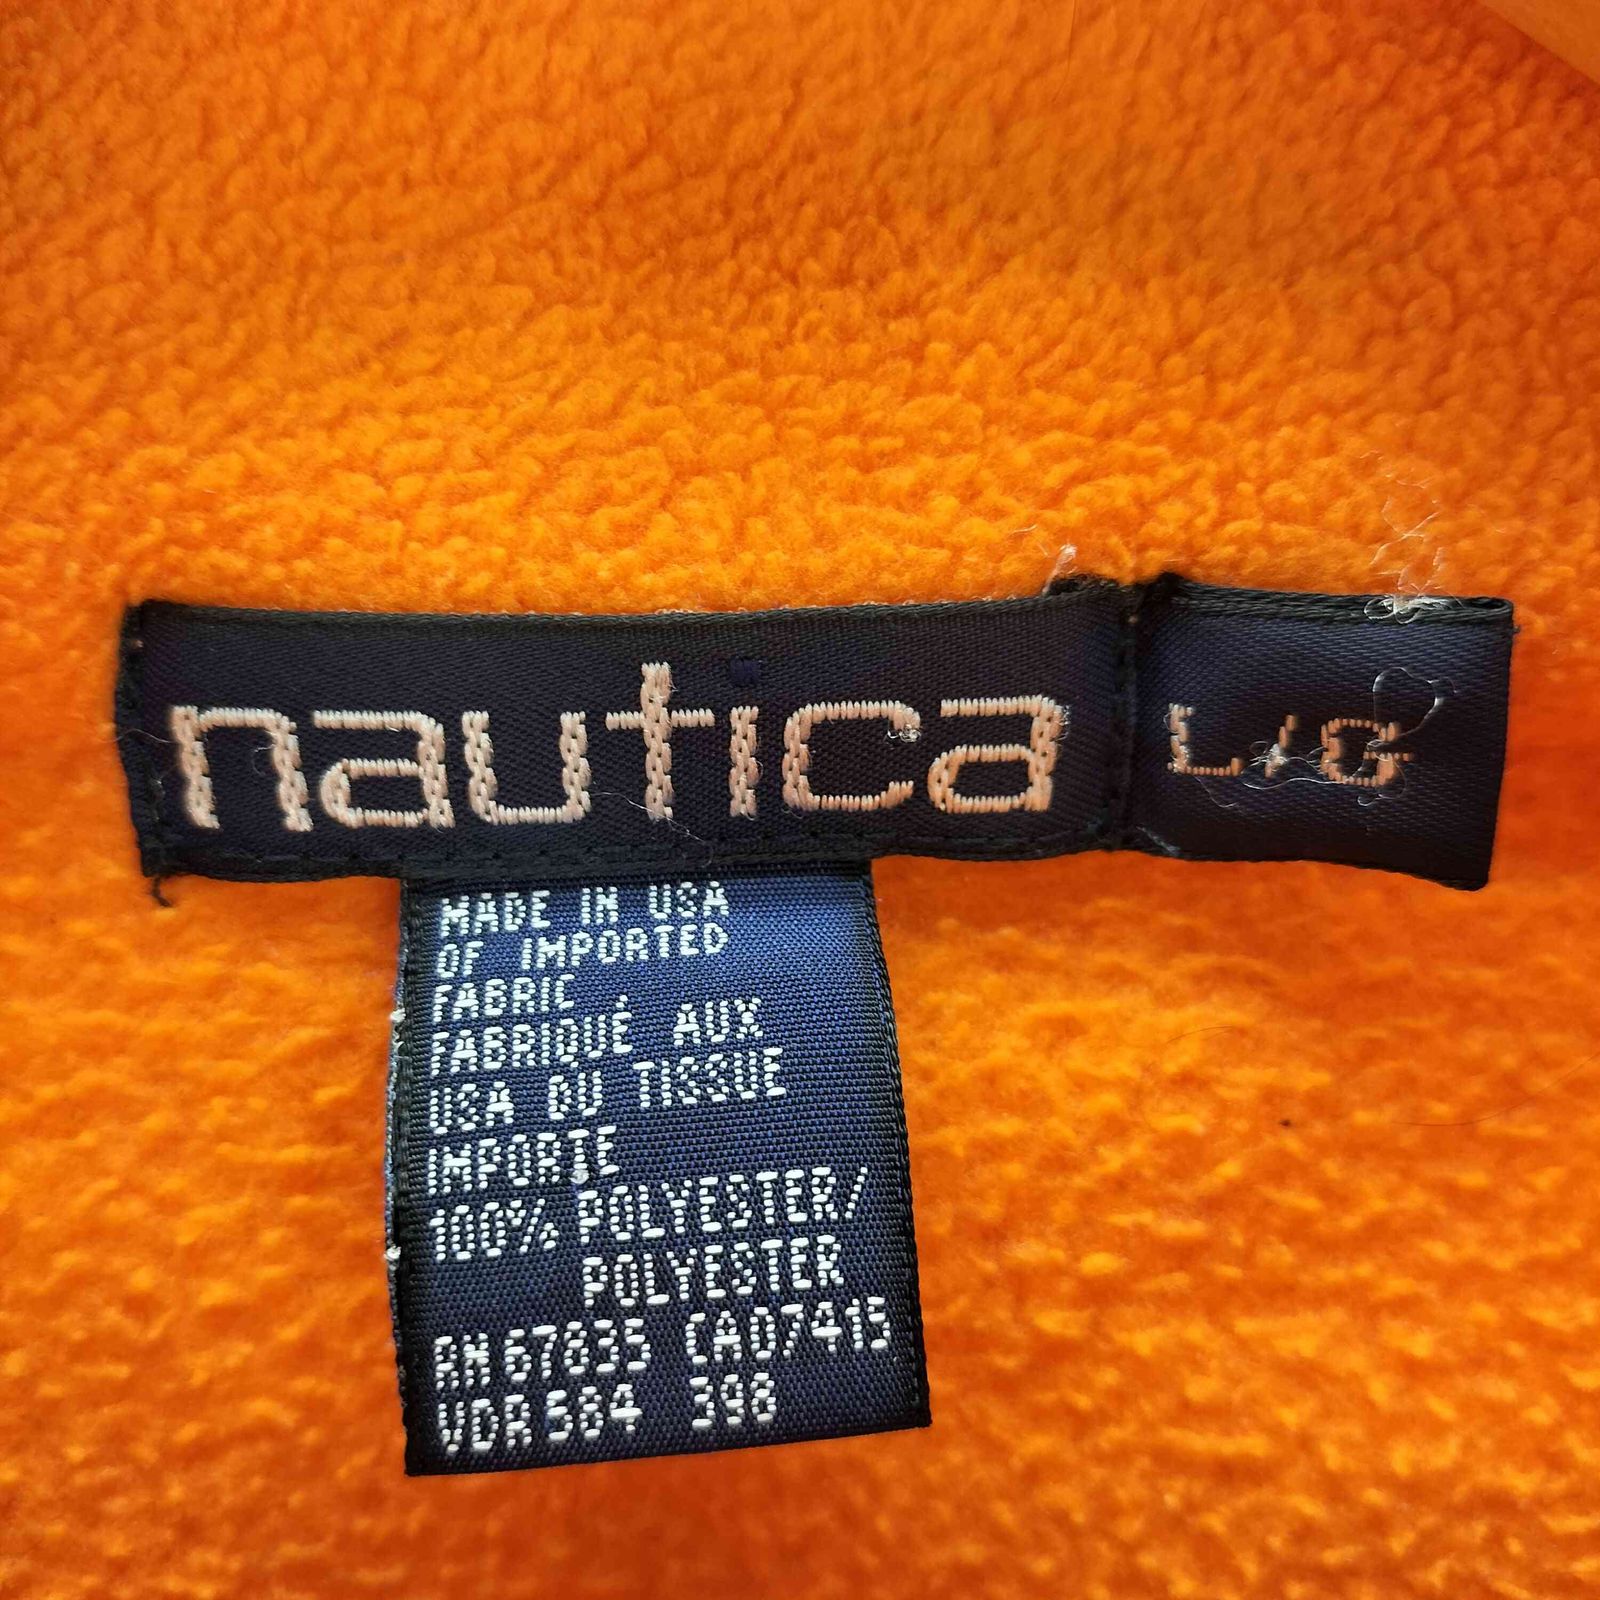 nautica
L/G
MADE IN USA
OF IMPORTED
FABRIC
FABRIQUÉ AUX
USA DU TISSUE
IMPORTE
100% POLYESTER/
POLYESTER
RN 67835 CA07415
VDR 584 398